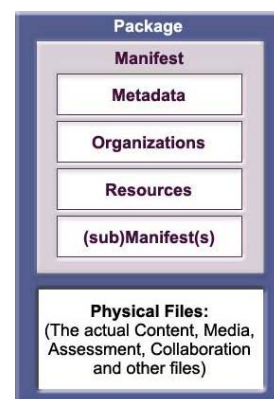 Package
Manifest
Metadata
Organizations
Resources
(sub)Manifest(s)
Physical Files:
(The actual Content, Media,
Assessment, Collaboration
and other files)